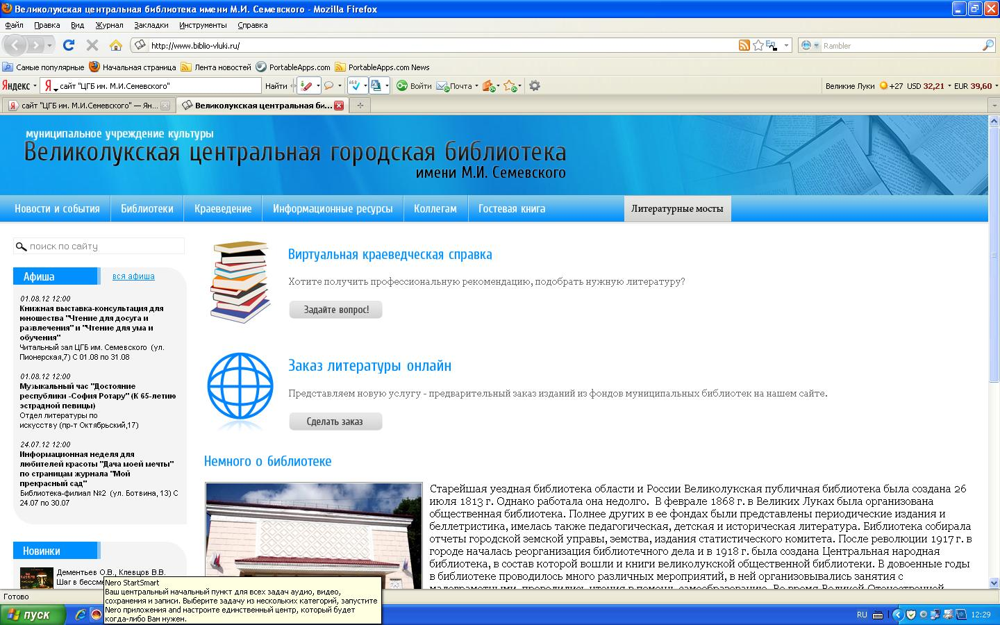 Великолукская центральная библиотека имени М.И. Семевского - Mozilla Firefox
Файл Правка Вид Журнал Закладки Инструменты Справка
http://www.biblio-vluki.ru/
Rambler
Самые популярные Начальная страница Лента новостей PortableApps.com PortableApps.com News
Яндекс Я сайт "ЦГБ им. М.И.Семевского" Найти Войти Почта Великие Луки +27 USD 32,21 EUR 39,60
сайт "ЦГБ им. М.И.Семевского" — Ян... Великолукская центральная би...
муниципальное учреждение культуры
Великолукская центральная городская библиотека
имени М.И. Семевского
Новости и события Библиотеки Краеведение Информационные ресурсы Коллегам Гостевая книга Литературные мосты
поиск по сайту
Афиша вся афиша
01.08.12 12:00
Книжная выставка-консультация для
юношества "Чтение для досуга и
развлечения" и "Чтение для ума и
обучения"
Читальный зал ЦГБ им. Семевского (ул.
Пионерская,7) С 01.08 по 31.08
01.08.12 12:00
Музыкальный час "Достояние
республики -София Ротару" (К 65-летию
эстрадной певицы)
Отдел литературы по
искусству (пр-т Октябрьский,17)
24.07.12 12:00
Информационная неделя для
любителей красоты "Дача моей мечты"
по страницам журнала "Мой
прекрасный сад"
Библиотека-филиал №2 (ул. Ботвина, 13) С
24.07 по 30.07
Новинки
Дементьев О.В., Клевцов В.В.
Шаг в бессме
Виртуальная краеведческая справка
Хотите получить профессиональную рекомендацию, подобрать нужную литературу?
Задайте вопрос!
Заказ литературы онлайн
Представляем новую услугу - предварительный заказ изданий из фондов муниципальных библиотек на нашем сайте.
Сделать заказ
Немного о библиотеке
Старейшая уездная библиотека области и России Великолукская публичная библиотека была создана 26
июля 1813 г. Однако работала она недолго. В феврале 1868 г. в Великих Луках была организована
общественная библиотека. Полнее других в ее фондах были представлены периодические издания и
беллетристика, имелась также педагогическая, детская и историческая литература. Библиотека собирала
отчеты городской земской управы, земства, издания статистического комитета. После революции 1917 г. в
городе началась реорганизация библиотечного дела и в 1918 г. была создана Центральная народная
библиотека, в состав которой вошли и книги великолукской общественной библиотеки. В довоенные годы
в библиотеке проводилось много различных мероприятий, в ней организовывались занятия с
малограмотными, проводились чтения в помощь самообразованию. Во время Великой Отечественной
Nero StartSmart
Ваш центральный начальный пункт для всех задач аудио, видео,
сохранения и записи. Выберите задачу из нескольких категорий, запустите
Nero приложения and настроите единственный центр, который будет
когда-либо Вам нужен.
Готово
пуск RU 12:29